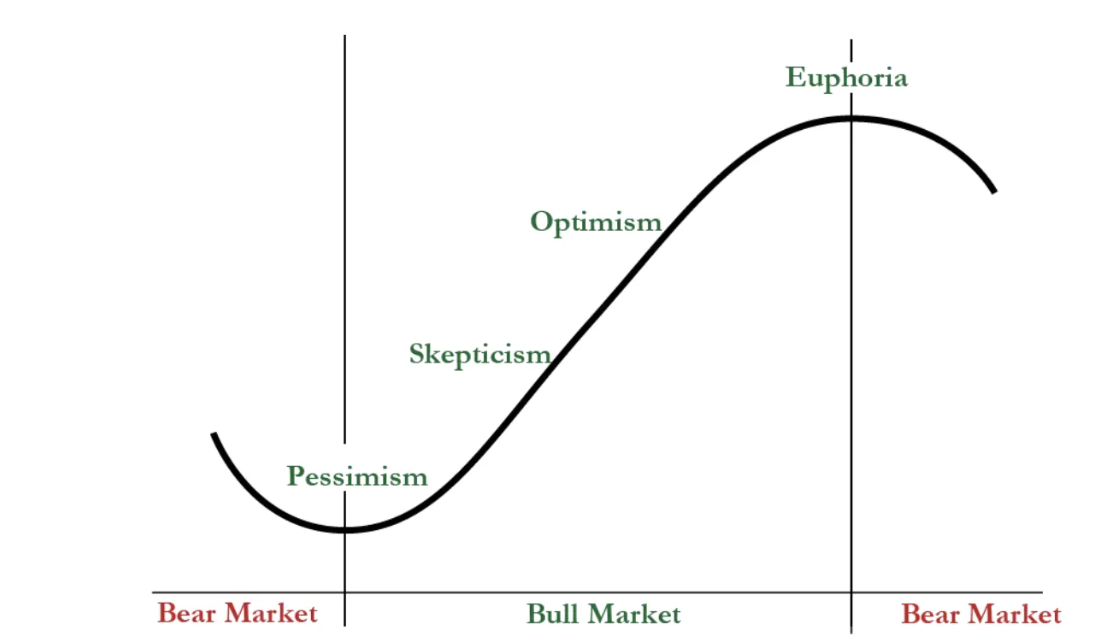 Euphoria
Optimism
Skepticism
Pessimism
Bear Market
Bull Market
Bear Market